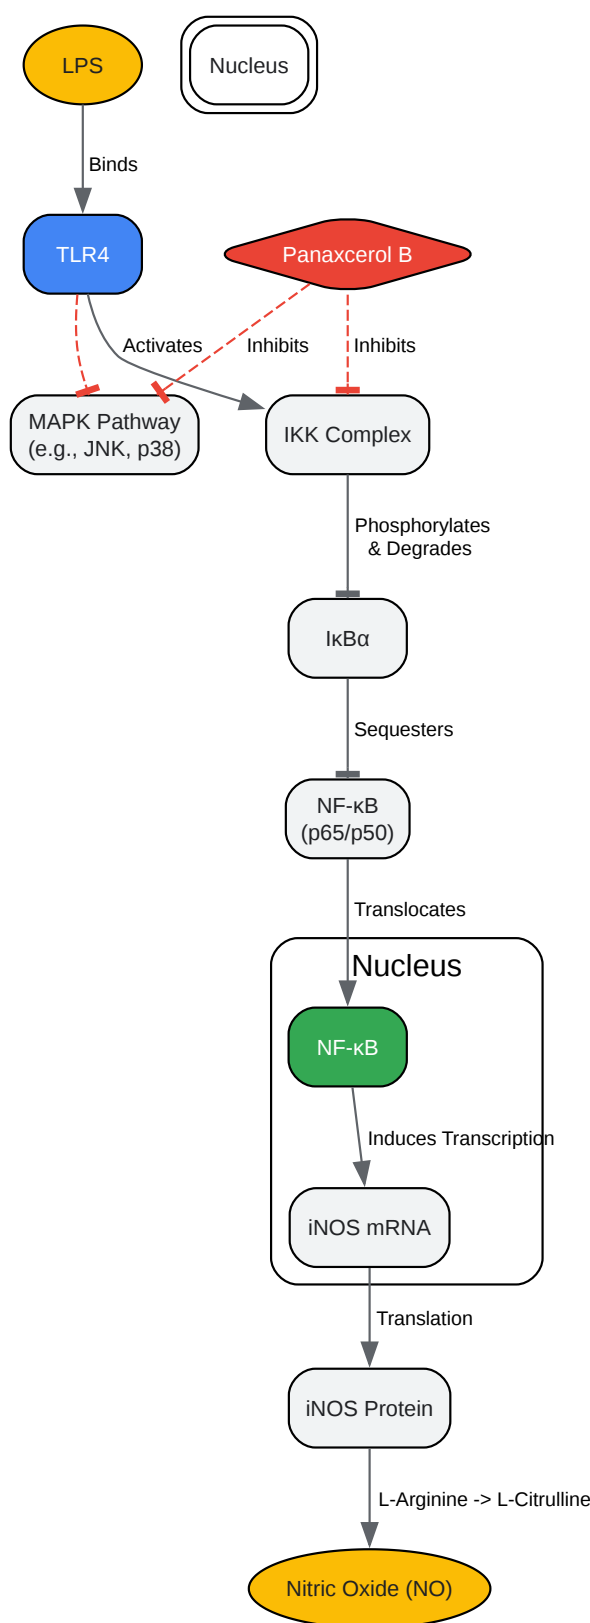 LPS
Nucleus
Binds
TLR4
Panaxcerol B
Activates
Inhibits
Inhibits
MAPK Pathway
(e.g., JNK, p38)
IKK Complex
Phosphorylates
& Degrades
IκBα
Sequesters
NF-κB
(p65/p50)
Translocates
Nucleus
NF-κB
Induces Transcription
iNOS mRNA
Translation
iNOS Protein
L-Arginine -> L-Citrulline
Nitric Oxide (NO)